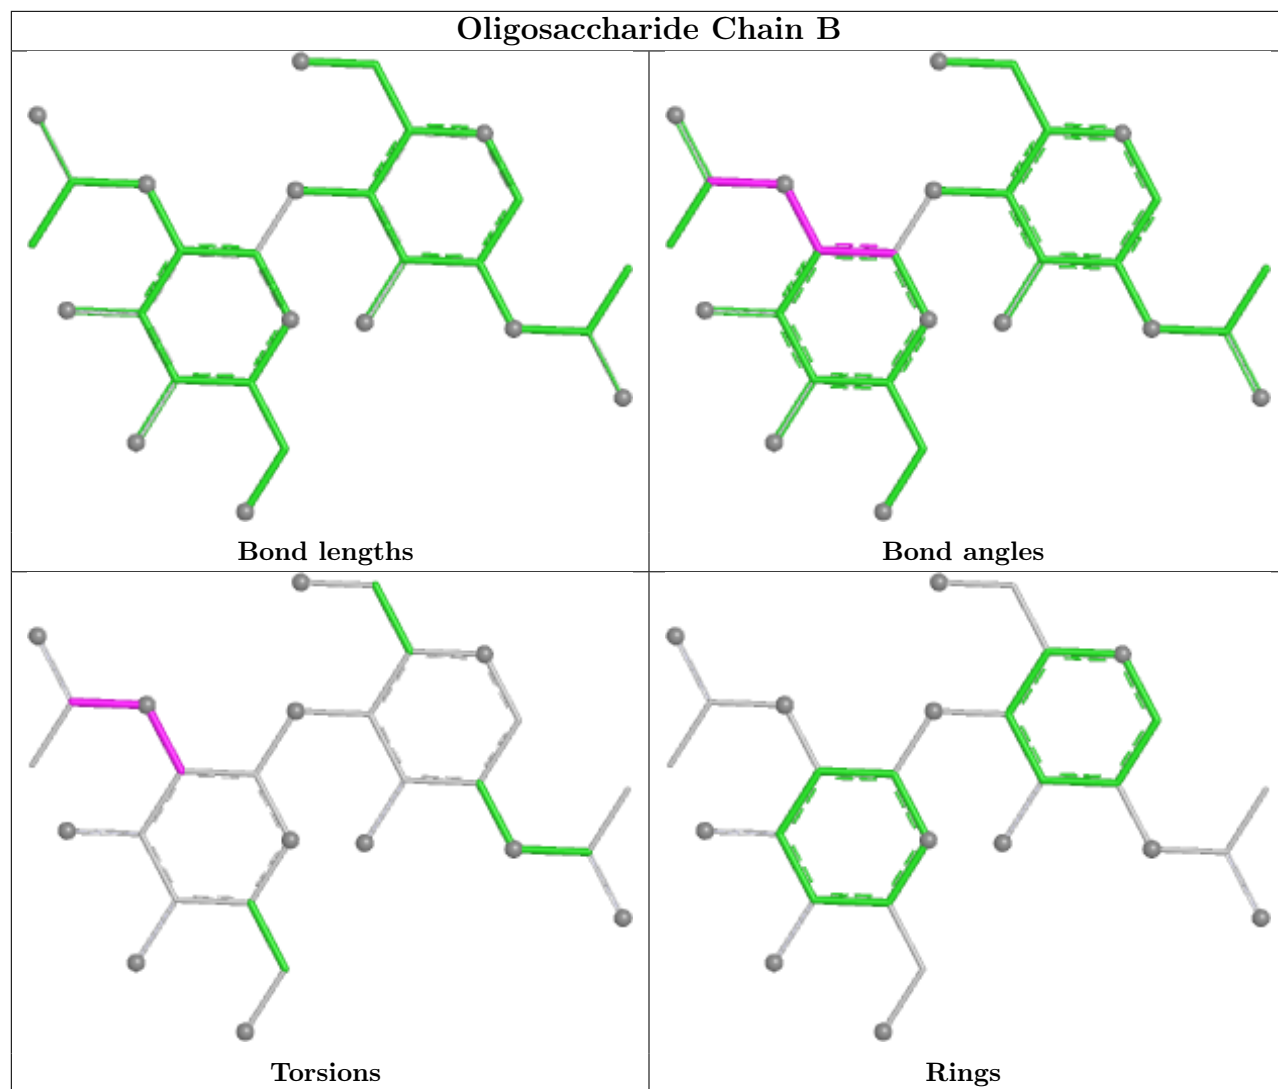 Oligosaccharide Chain B
Bond lengths
Bond angles
Torsions
Rings